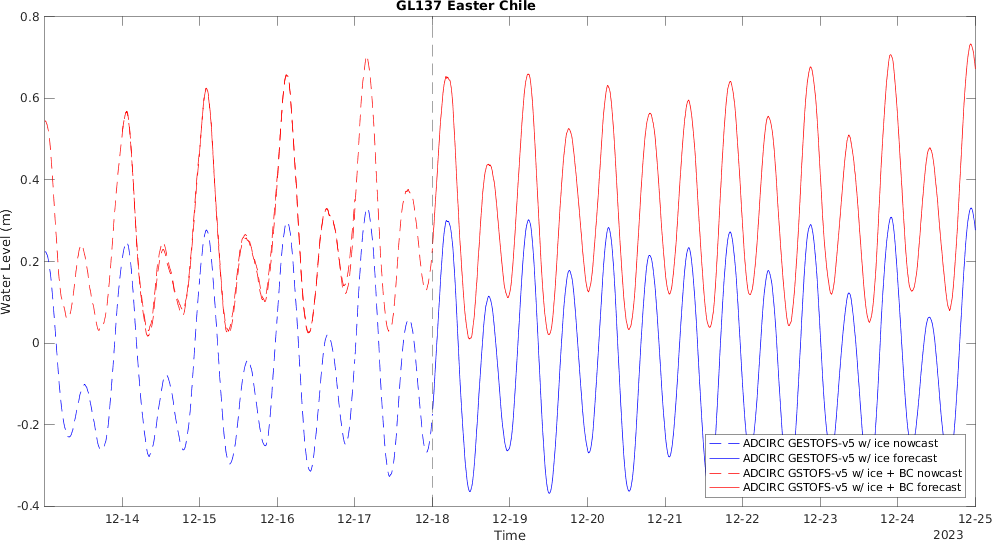 GL137 Easter Chile
0.8
0.6
0.4
0.2
0
-0.2
-0.4
Water Level (m)
ADCIRC GESTOFS-v5 w/ ice nowcast
ADCIRC GESTOFS-v5 w/ ice forecast
ADCIRC GSTOFS-v5 w/ ice + BC nowcast
ADCIRC GSTOFS-v5 w/ ice + BC forecast
12-14 12-15 12-16 12-17 12-18 12-19 12-20 12-21 12-22 12-23 12-24 12-25
Time
2023